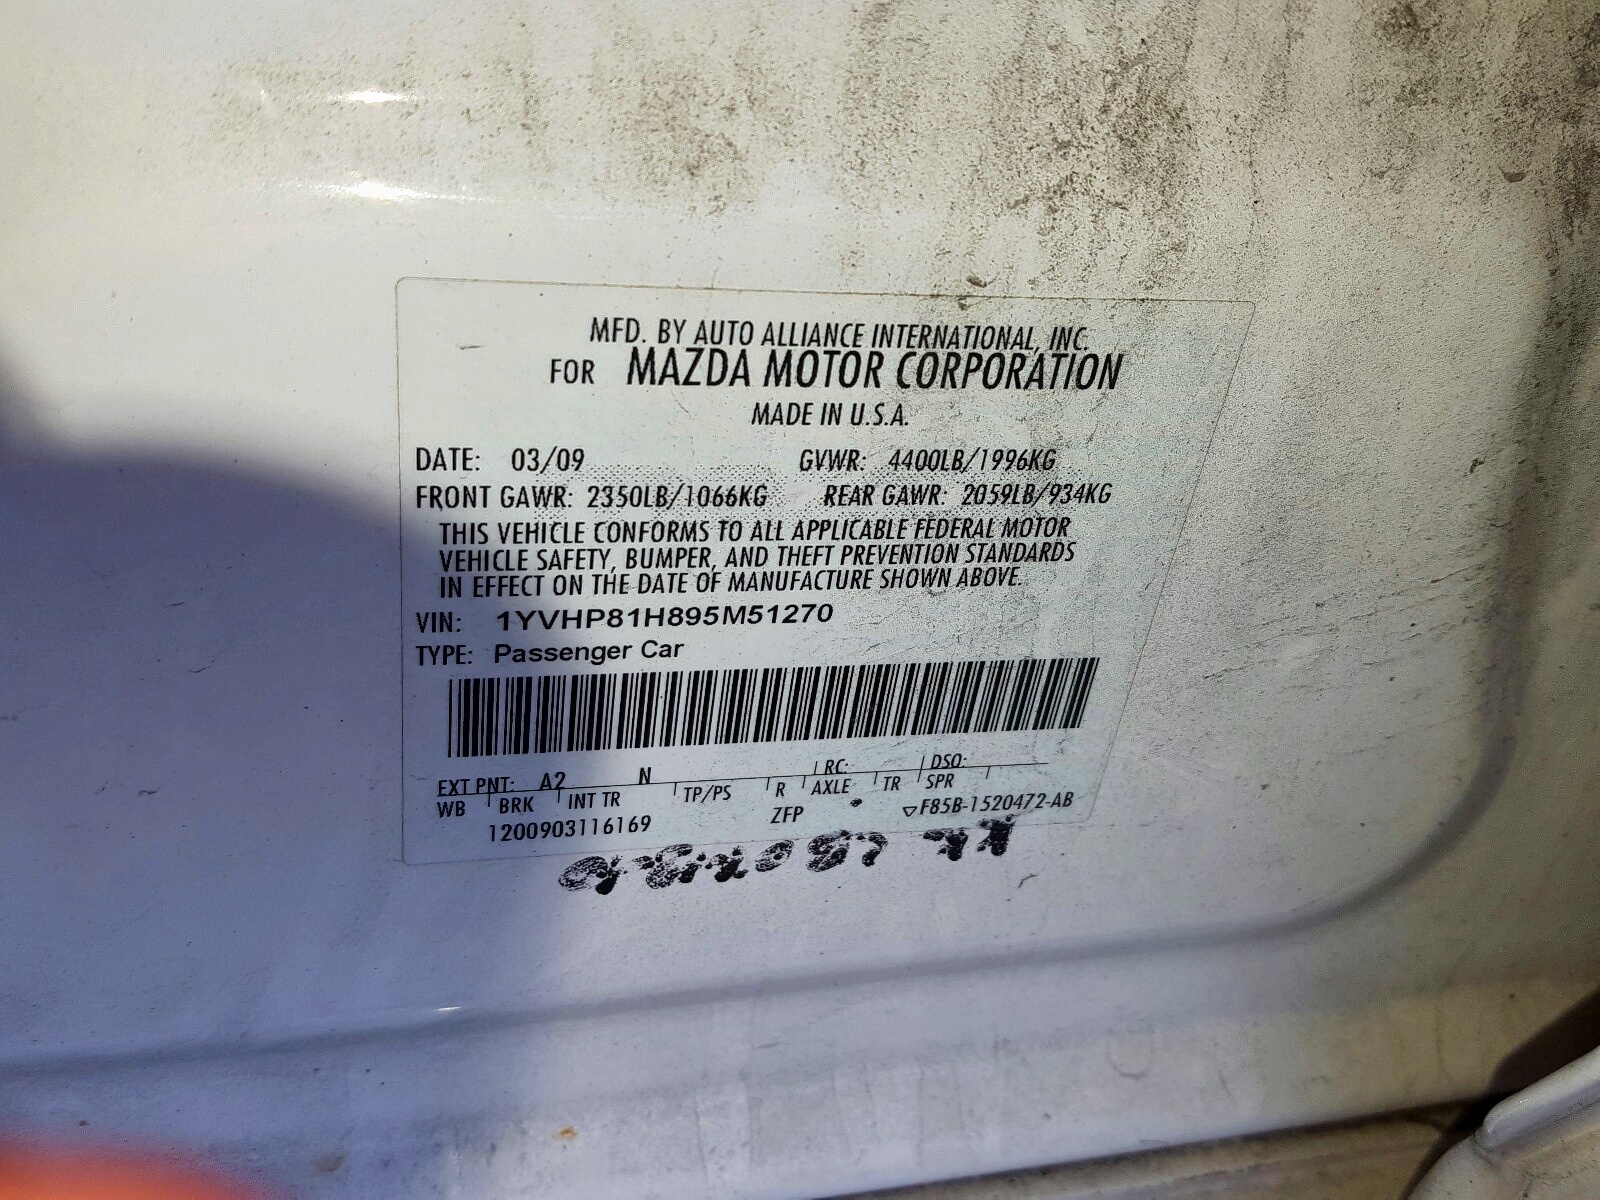 MFD. BY AUTO ALLIANCE INTERNATIONAL, INC.
FOR MAZDA MOTOR CORPORATION
MADE IN U.S.A.
DATE: 03/09 GVWR: 4400LB/1996KG
FRONT GAWR: 2350LB/1066KG REAR GAWR: 2059LB/934KG
THIS VEHICLE CONFORMS TO ALL APPLICABLE FEDERAL MOTOR
VEHICLE SAFETY, BUMPER, AND THEFT PREVENTION STANDARDS
IN EFFECT ON THE DATE OF MANUFACTURE SHOWN ABOVE.
VIN: 1YVHP81H895M51270
TYPE: Passenger Car
EXT PNT: A2 N RC: DSO:
WB BRK INT TR TP/PS R AXLE TR SPR
1200903116169 ZFP F85B-1520472-AB